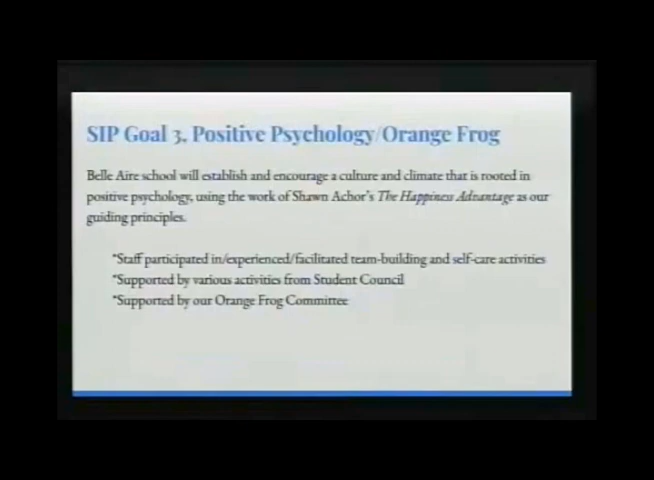 SIP Goal 3, Positive Psychology/Orange Frog
Belle Aire school will establish and encourage a culture and climate that is rooted in
positive psychology, using the work of Shawn Achor's The Happiness Advantage as our
guiding principles.
*Staff participated in/experienced/facilitated team-building and self-care activities
*Supported by various activities from Student Council
*Supported by our Orange Frog Committee